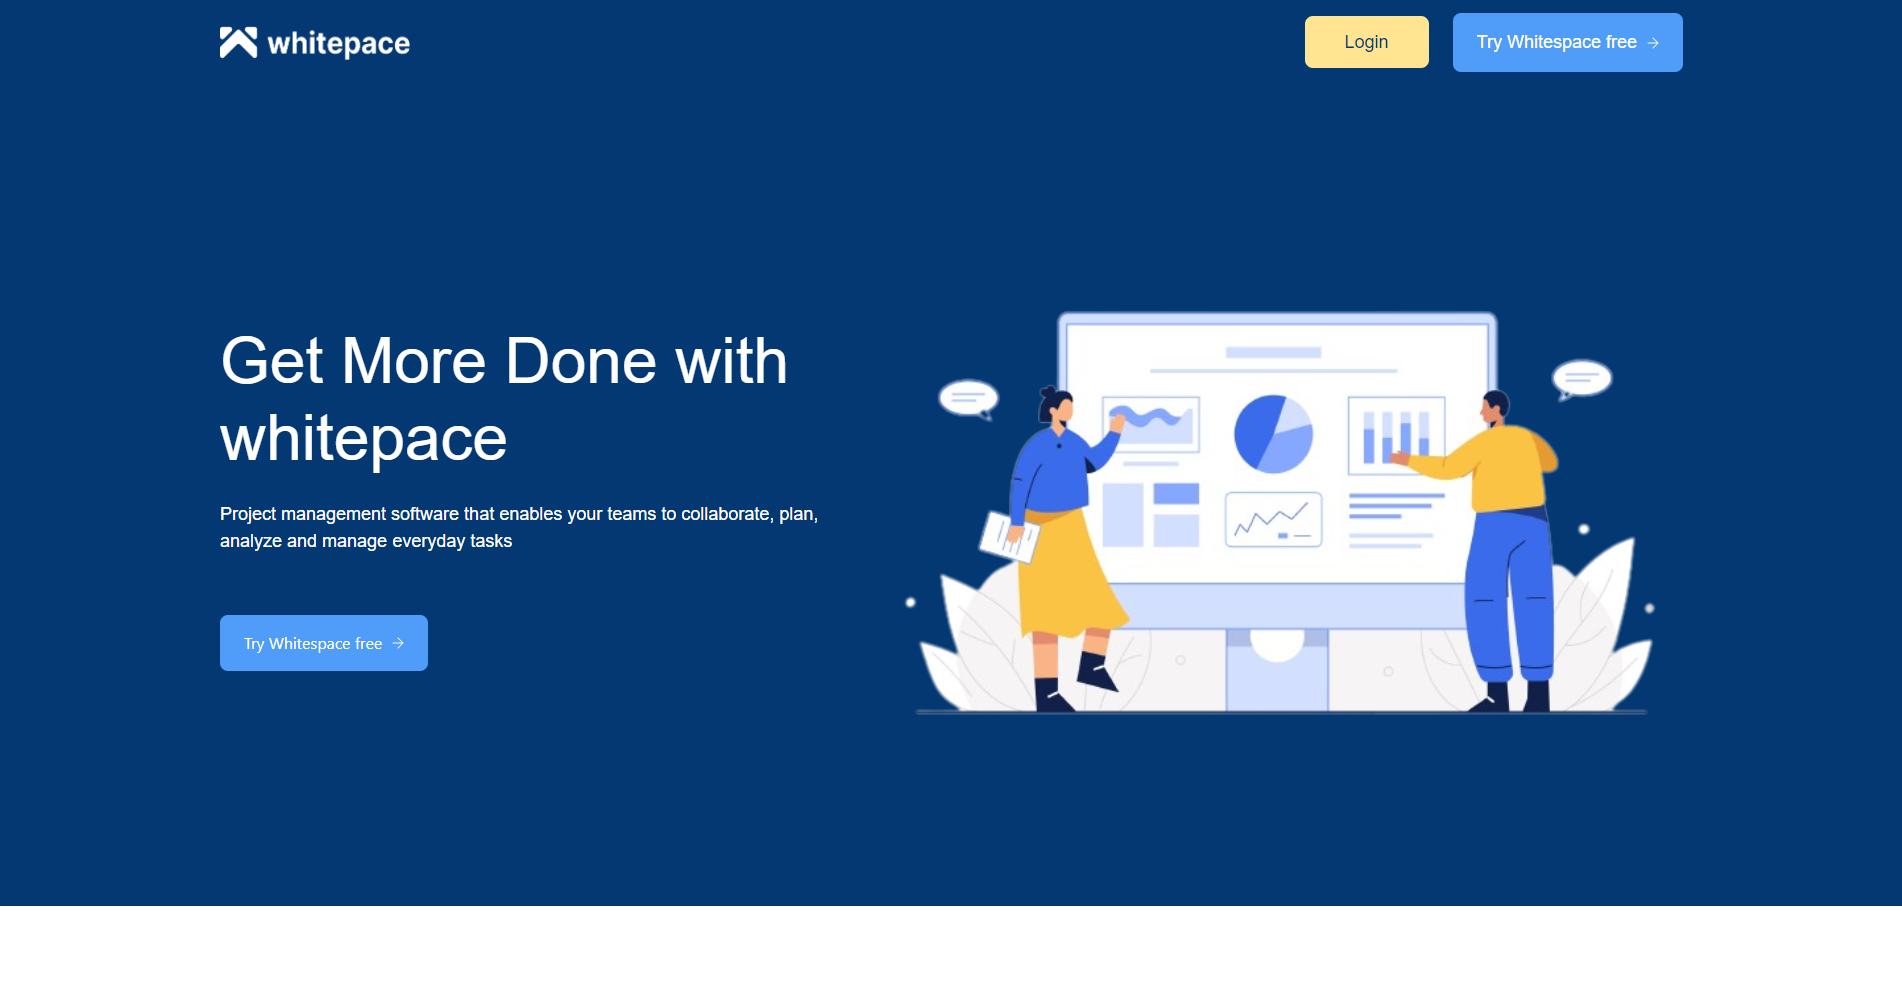 whitepace
Login
Try Whitespace free
Get More Done with
whitepace
Project management software that enables your teams to collaborate, plan,
analyze and manage everyday tasks
Try Whitespace free